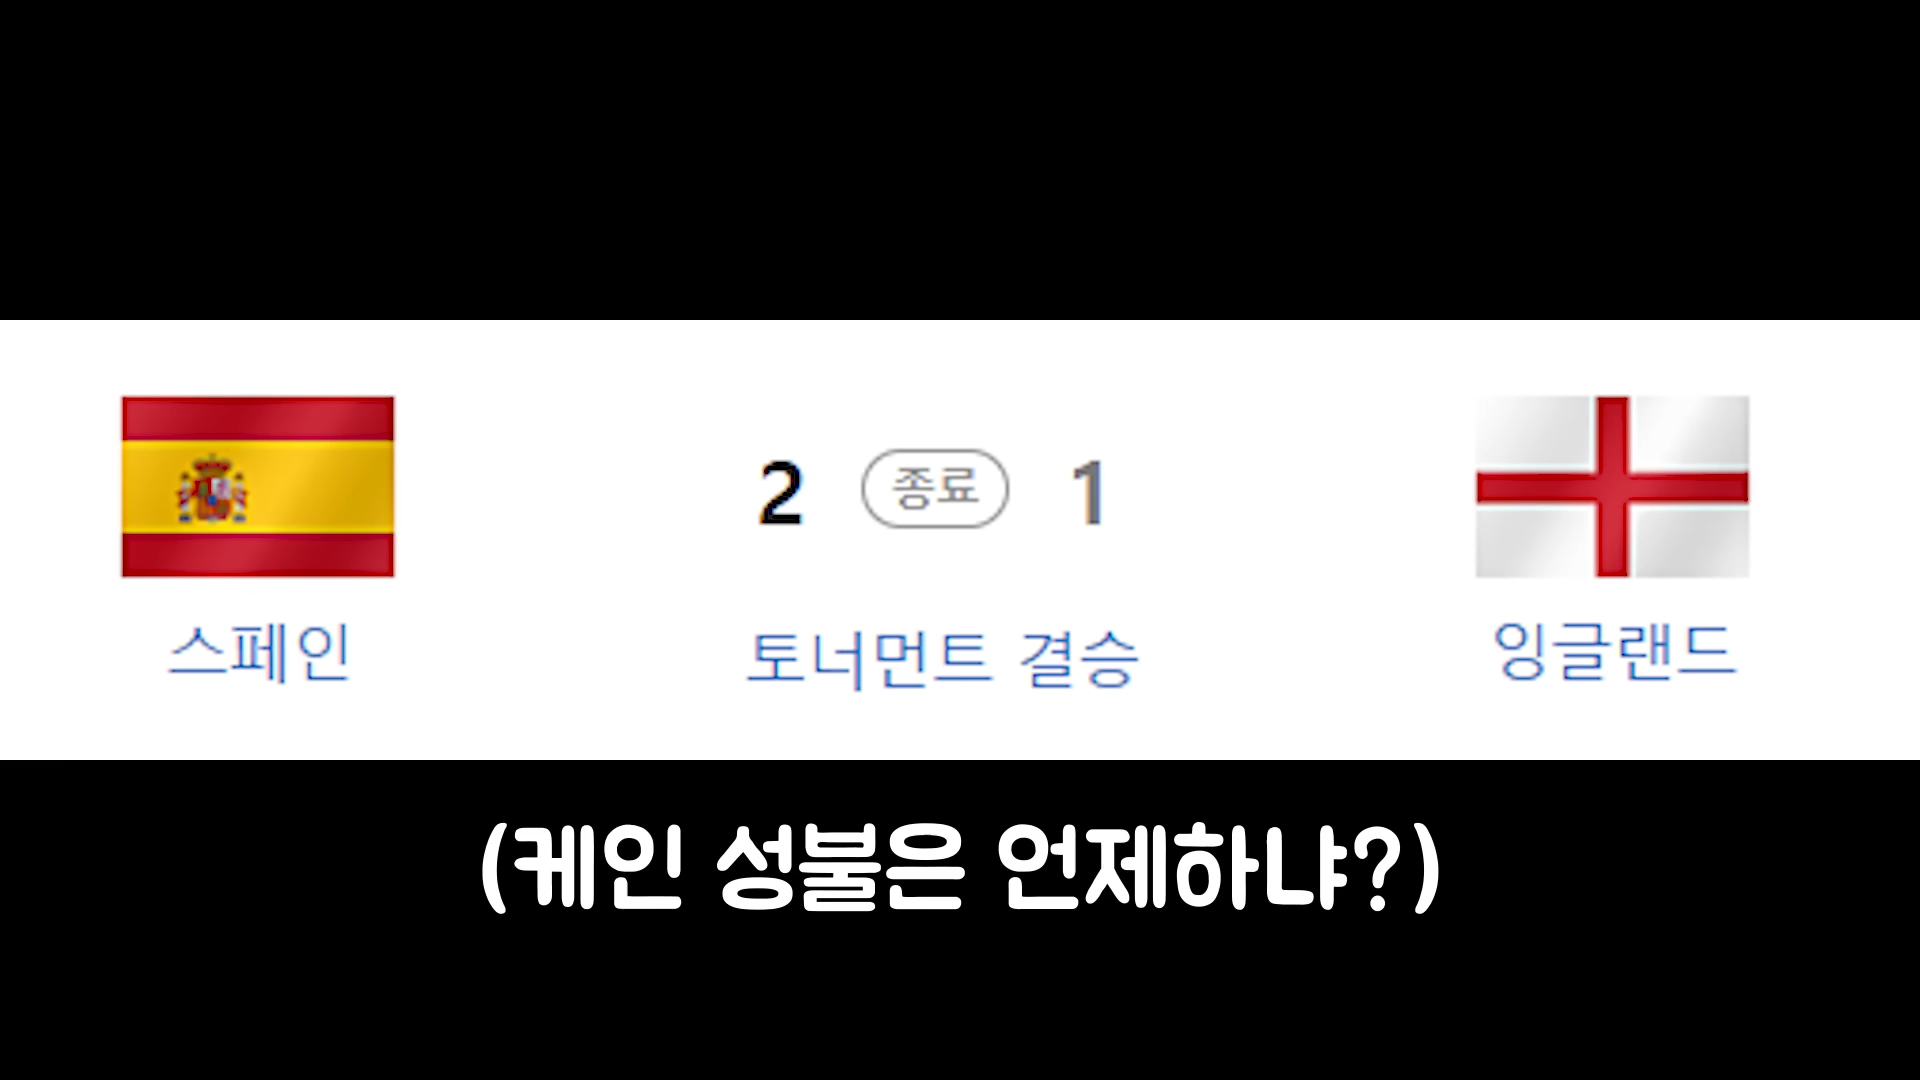 2 종료 1
스페인 토너먼트 결승 잉글랜드
(케인 성불은 언제하냐?)